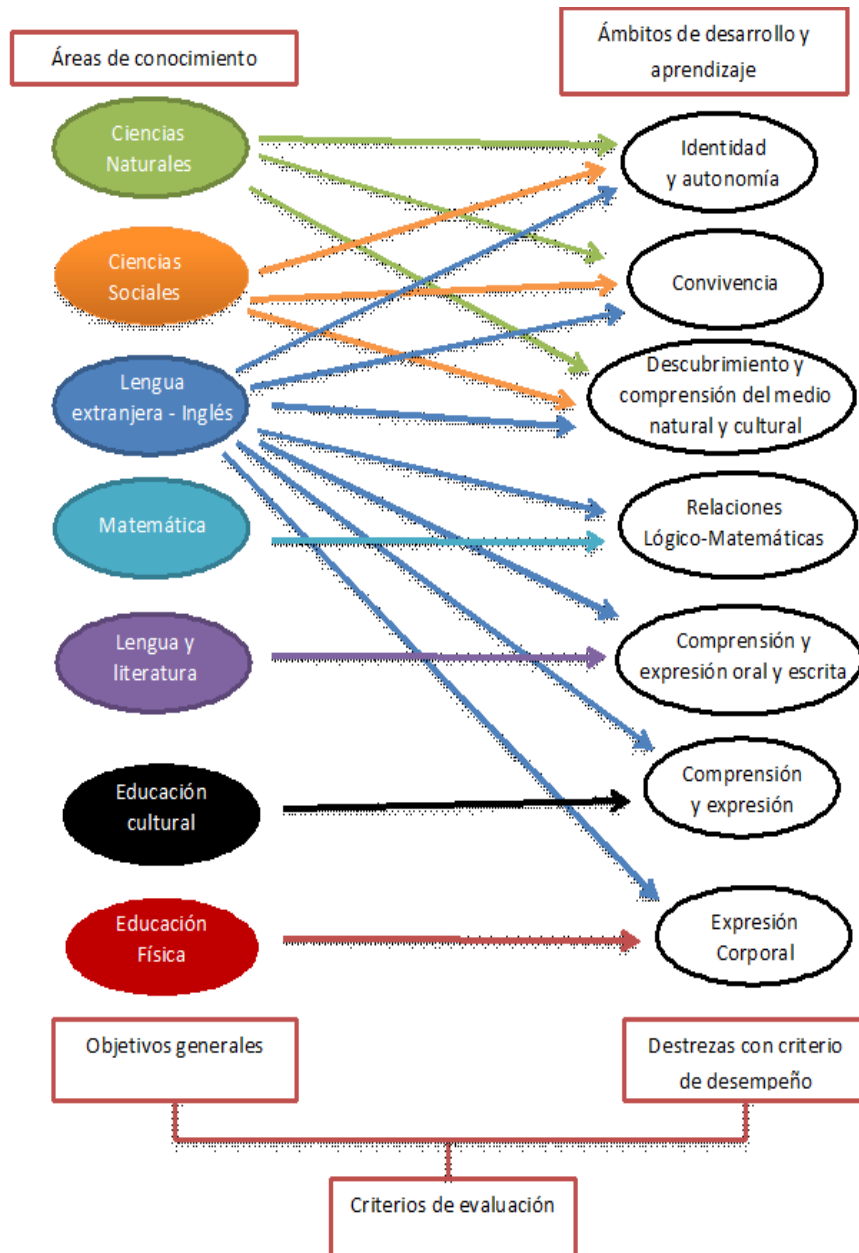 Áreas de conocimiento
Ámbitos de desarrollo y
aprendizaje
Ciencias
Naturales
Identidad
y autonomía
Ciencias
Sociales
Convivencia
Lengua
extranjera - Inglés
Descubrimiento y
comprensión del medio
natural y cultural
Matemática
Relaciones
Lógico-Matemáticas
Lengua y
literatura
Comprensión y
expresión oral y escrita
Educación
cultural
Comprensión
y expresión
Educación
Física
Expresión
Corporal
Objetivos generales
Destrezas con criterio
de desempeño
Criterios de evaluación